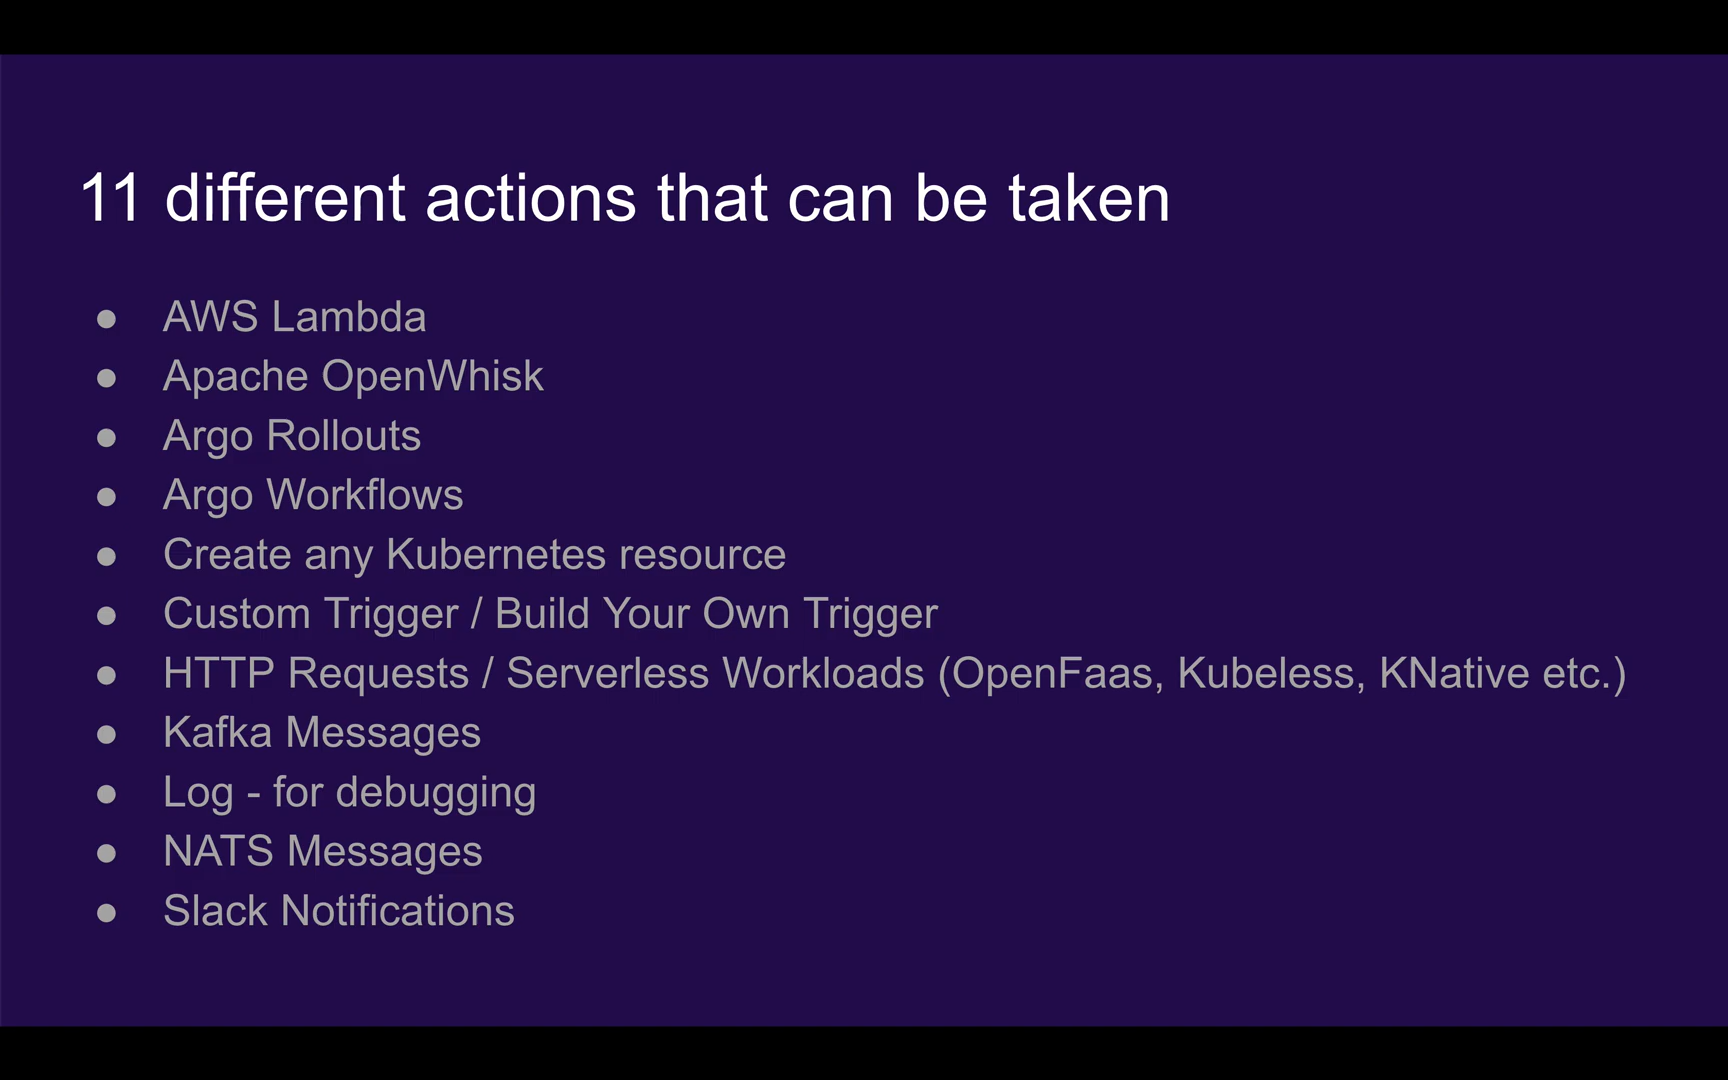 11 different actions that can be taken
● AWS Lambda
● Apache OpenWhisk
● Argo Rollouts
● Argo Workflows
● Create any Kubernetes resource
● Custom Trigger / Build Your Own Trigger
● HTTP Requests / Serverless Workloads (OpenFaas, Kubeless, KNative etc.)
● Kafka Messages
● Log - for debugging
● NATS Messages
● Slack Notifications